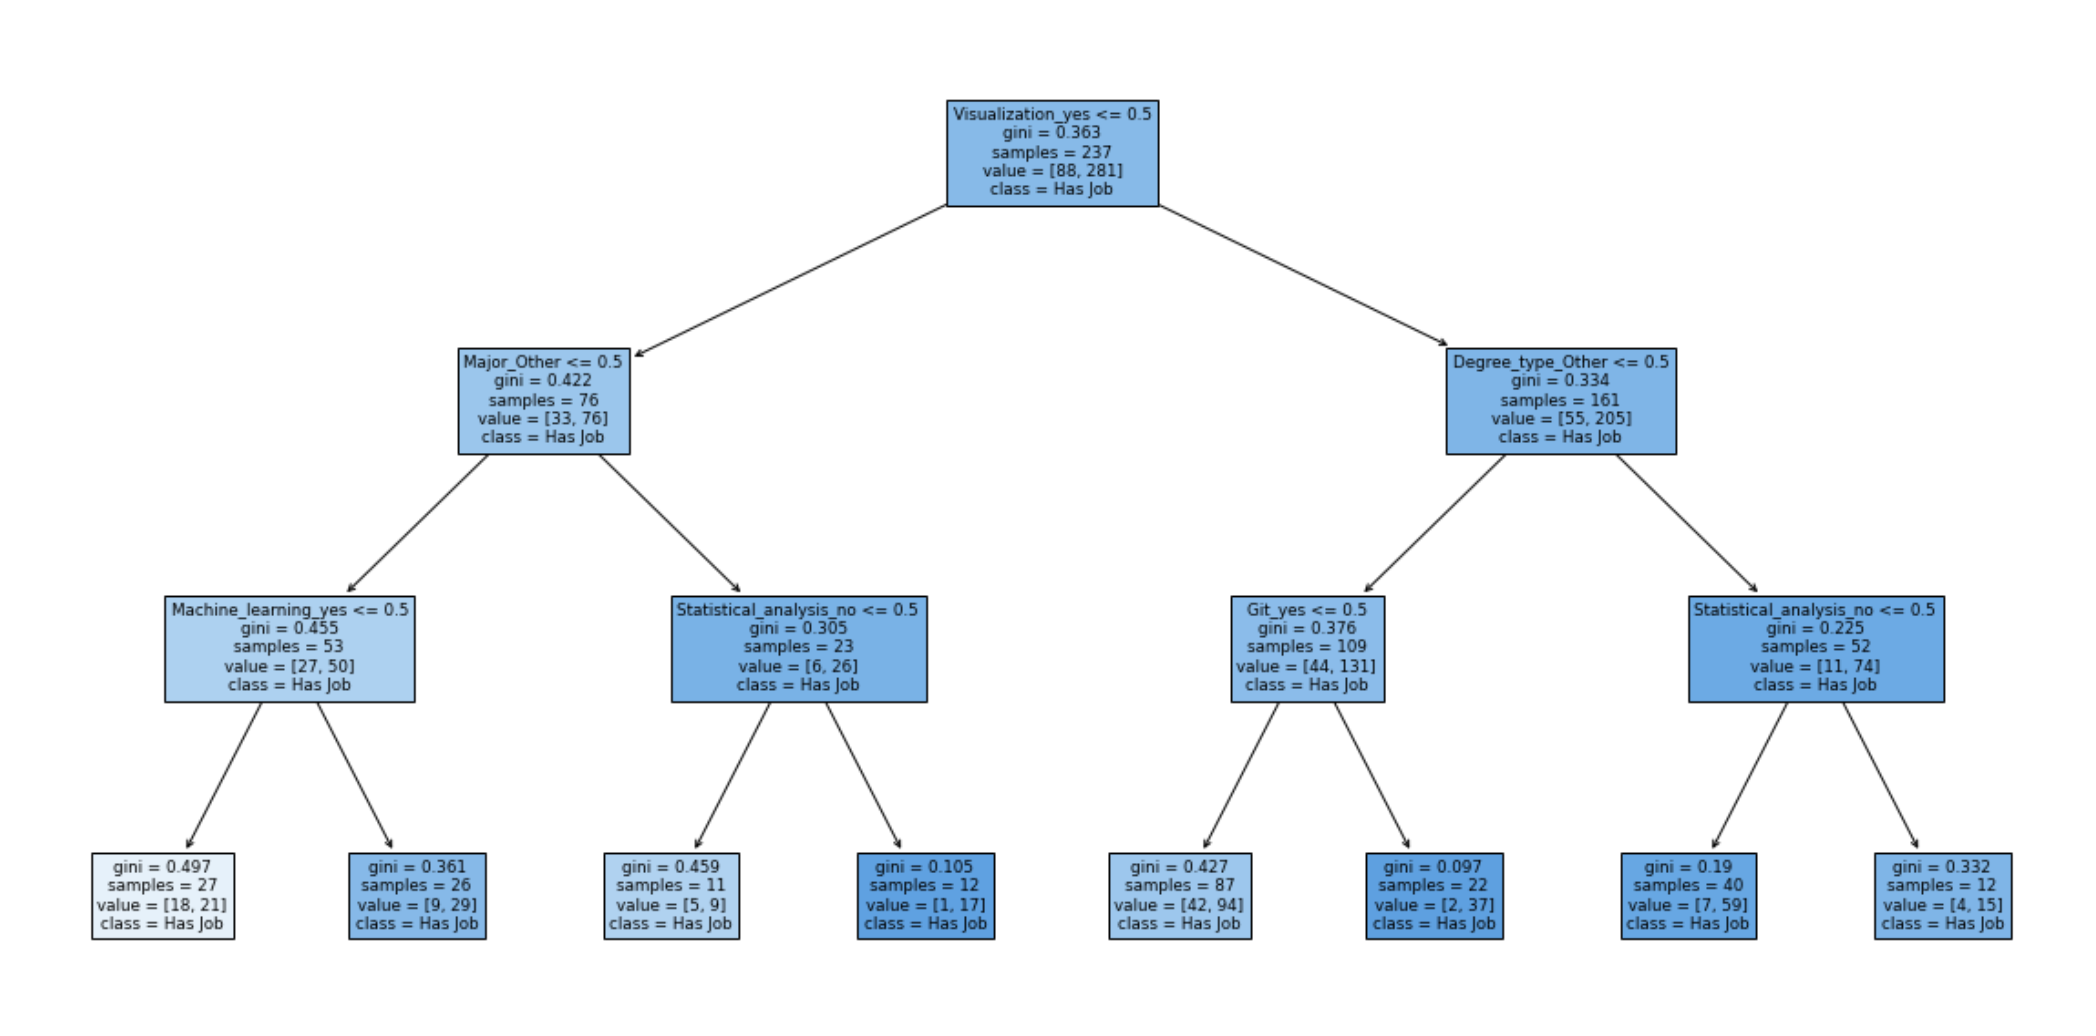 Visualization_yes <= 0.5
gini = 0.363
samples = 237
value = [88, 281]
class = Has Job
Major_Other <= 0.5
gini = 0.422
samples = 76
value = [33, 76]
class = Has Job
Degree_type_Other <= 0.5
gini = 0.334
samples = 161
value = [55, 205]
class = Has Job
Machine_learning_yes <= 0.5
gini = 0.455
samples = 53
value = [27, 50]
class = Has Job
Statistical_analysis_no <= 0.5
gini = 0.305
samples = 23
value = [6, 26]
class = Has Job
Git_yes <= 0.5
gini = 0.376
samples = 109
value = [44, 131]
class = Has Job
Statistical_analysis_no <= 0.5
gini = 0.225
samples = 52
value = [11, 74]
class = Has Job
gini = 0.497
samples = 27
value = [18, 21]
class = Has Job
gini = 0.361
samples = 26
value = [9, 29]
class = Has Job
gini = 0.459
samples = 11
value = [5, 9]
class = Has Job
gini = 0.105
samples = 12
value = [1, 17]
class = Has Job
gini = 0.427
samples = 87
value = [42, 94]
class = Has Job
gini = 0.097
samples = 22
value = [2, 37]
class = Has Job
gini = 0.19
samples = 40
value = [7, 59]
class = Has Job
gini = 0.332
samples = 12
value = [4, 15]
class = Has Job